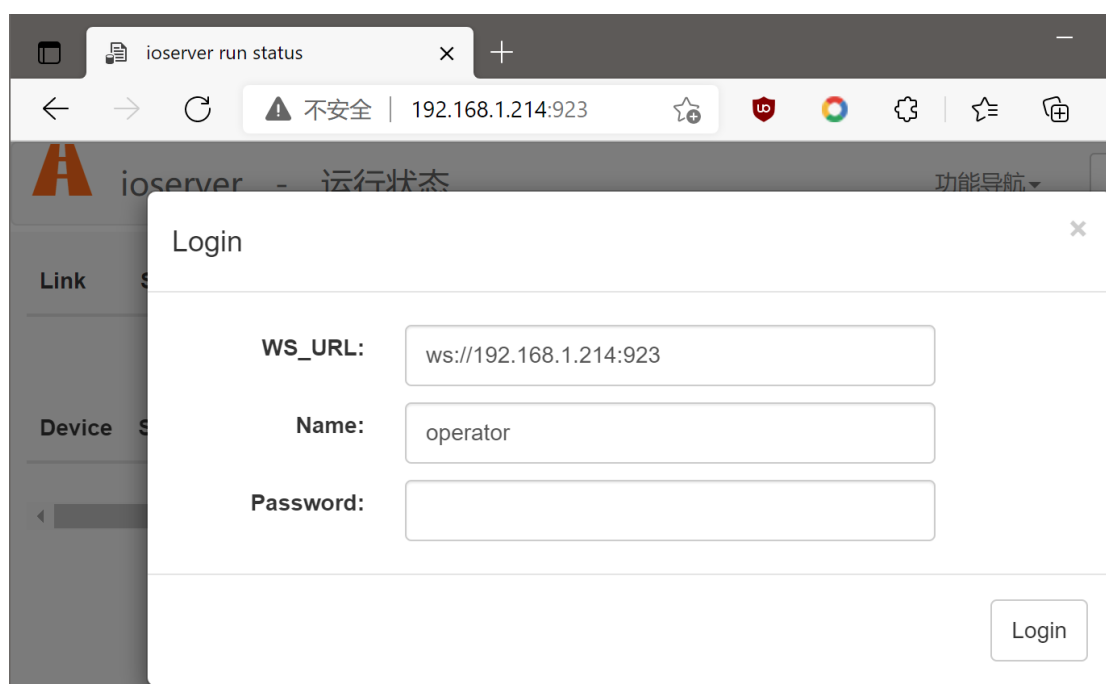 ioserver run status
不安全 192.168.1.214:923
ioserver - 运行状态 功能导航
Login ×
Link
WS_URL: ws://192.168.1.214:923
Device
Name: operator
Password:
Login